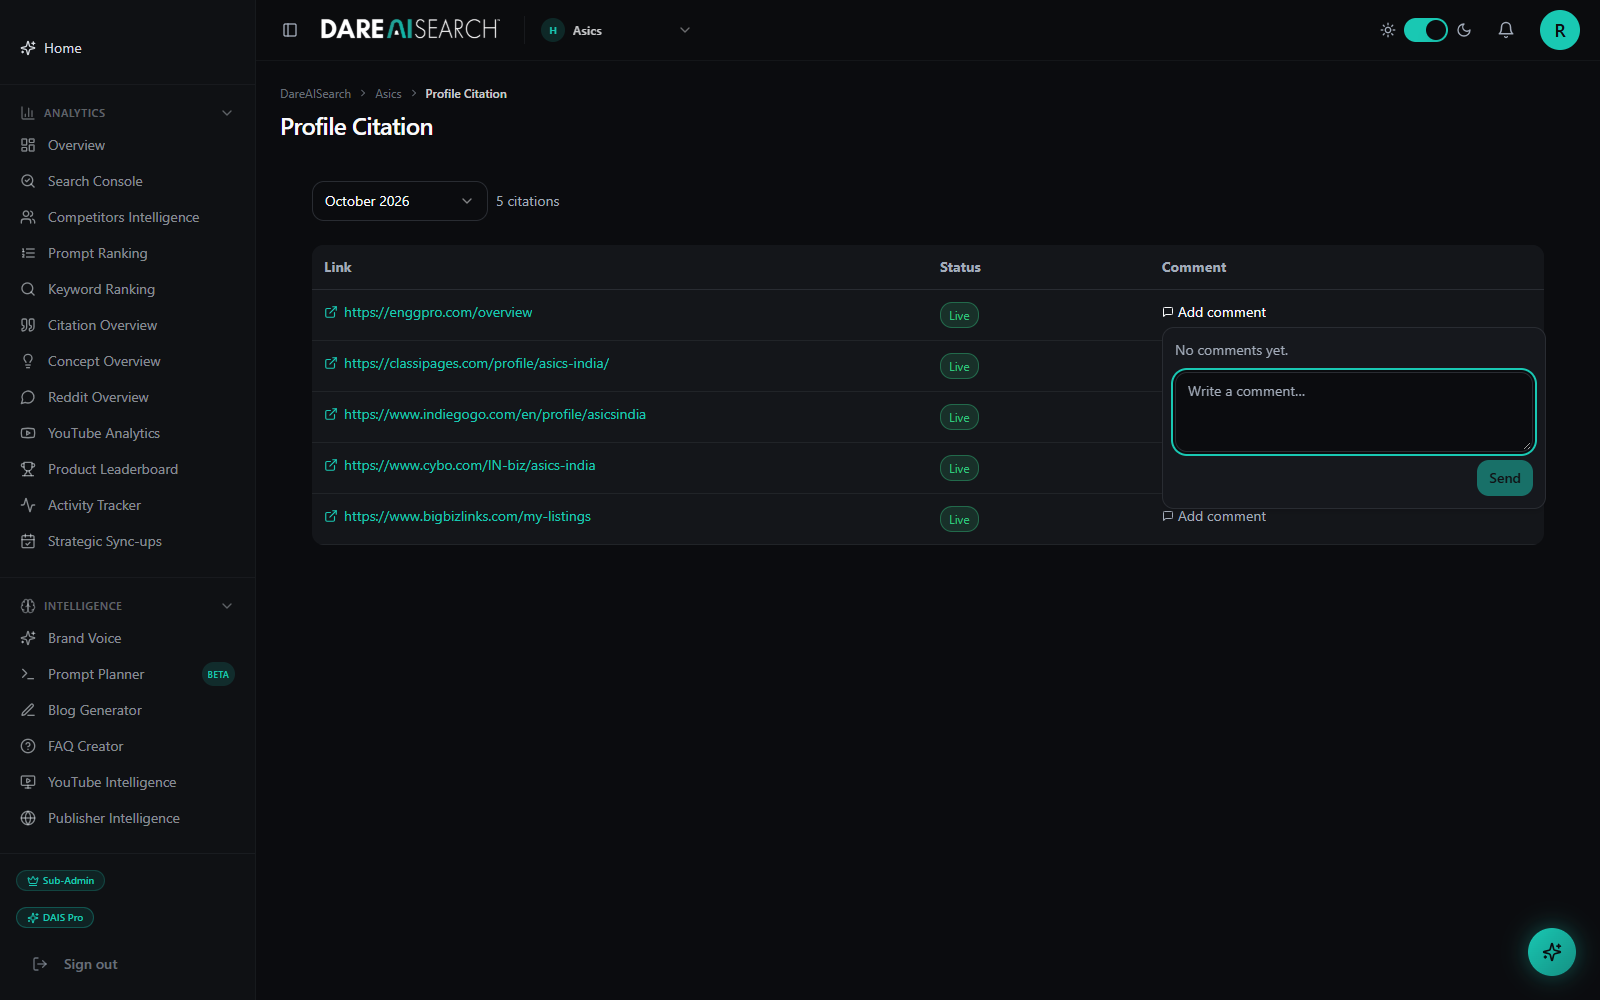 Home
ANALYTICS
Overview
Search Console
Competitors Intelligence
Prompt Ranking
Keyword Ranking
Citation Overview
Concept Overview
Reddit Overview
YouTube Analytics
Product Leaderboard
Activity Tracker
Strategic Sync-ups
INTELLIGENCE
Brand Voice
Prompt Planner BETA
Blog Generator
FAQ Creator
YouTube Intelligence
Publisher Intelligence
Sub-Admin
DAIS Pro
Sign out
DARE AISEARCH
H Asics
R
DareAISearch > Asics > Profile Citation
Profile Citation
October 2026 5 citations
Link Status Comment
https://enggpro.com/overview Live Add comment
https://classipages.com/profile/asics-india/ Live
https://www.indiegogo.com/en/profile/asicsindia Live
https://www.cybo.com/IN-biz/asics-india Live
https://www.bigbizlinks.com/my-listings Live Add comment
No comments yet.
Write a comment...
Send